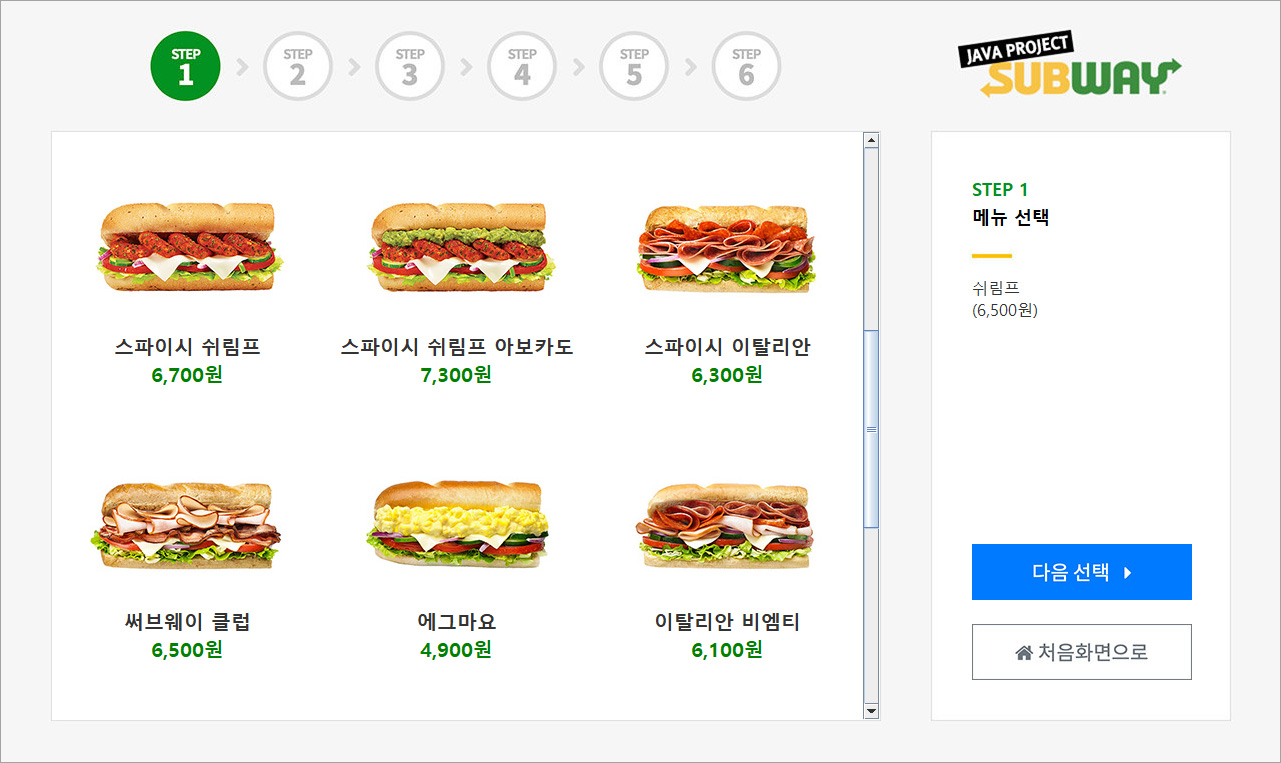 STEP
1
STEP
2
STEP
3
STEP
4
STEP
5
STEP
6
JAVA PROJECT
SUBWAY
스파이시 쉬림프
6,700원
스파이시 쉬림프 아보카도
7,300원
스파이시 이탈리안
6,300원
써브웨이 클럽
6,500원
에그마요
4,900원
이탈리안 비엠티
6,100원
STEP 1
메뉴 선택
쉬림프
(6,500원)
다음 선택
처음화면으로